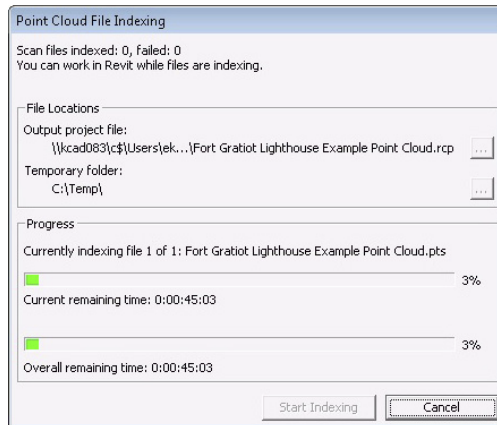 Point Cloud File Indexing
Scan files indexed: 0, failed: 0
You can work in Revit while files are indexing.
File Locations
Output project file:
\\kcad083\c$\Users\ek...\Fort Gratiot Lighthouse Example Point Cloud.rcp
...
Temporary folder:
C:\Temp\
...
Progress
Currently indexing file 1 of 1: Fort Gratiot Lighthouse Example Point Cloud.pts
3%
Current remaining time: 0:00:45:03
3%
Overall remaining time: 0:00:45:03
Start Indexing
Cancel